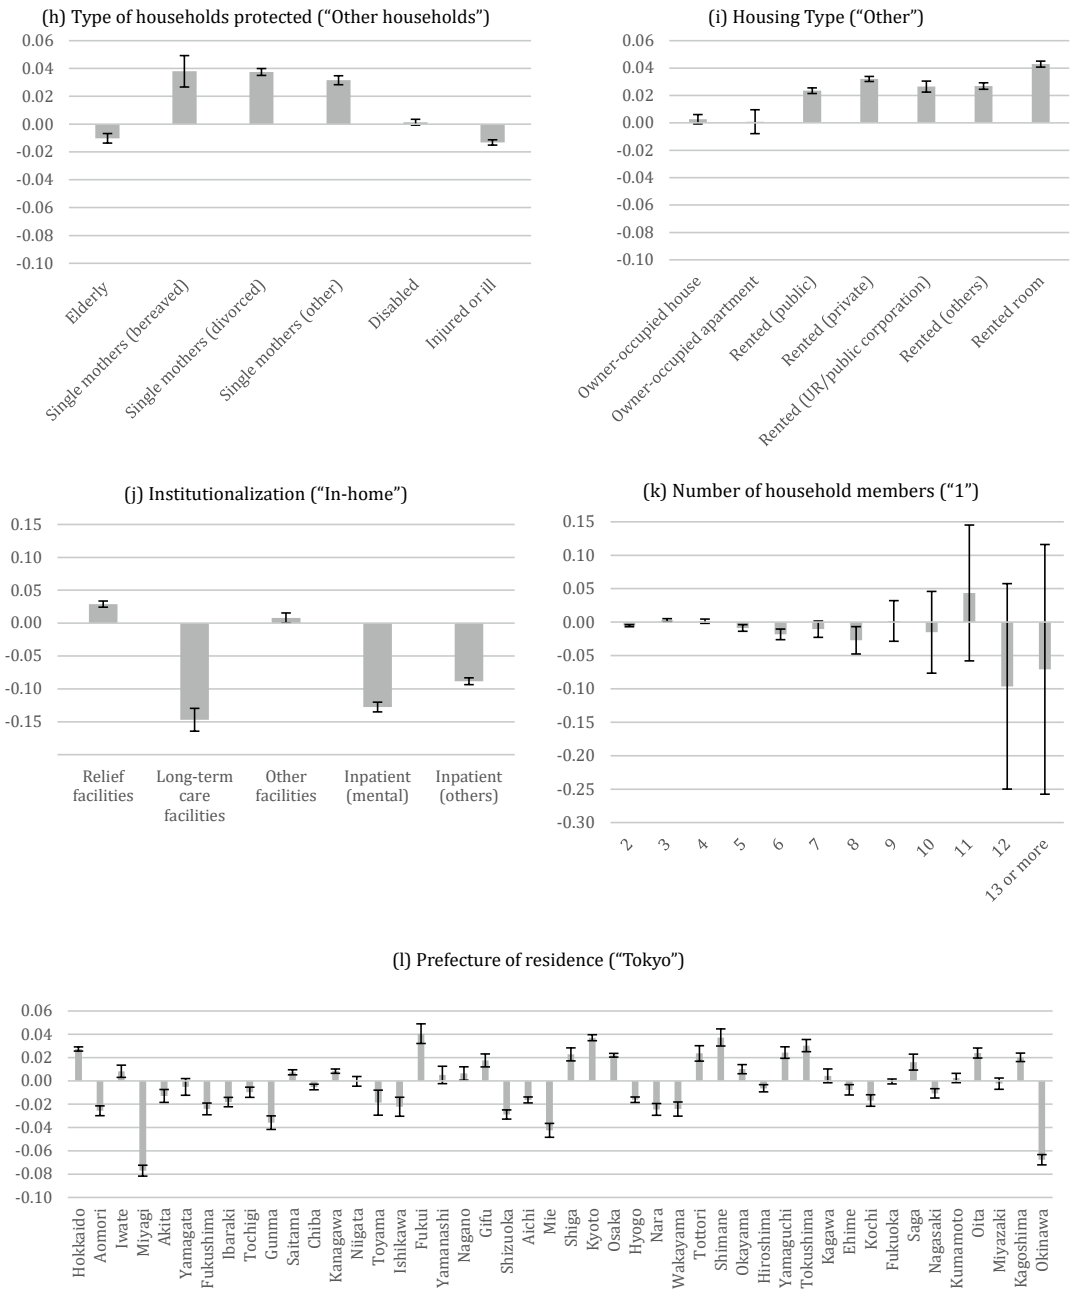 (h) Type of households protected (“Other households”)
0.06
0.04
0.02
0.00
-0.02
-0.04
-0.06
-0.08
-0.10
Elderly
Single mothers (bereaved)
Single mothers (divorced)
Single mothers (other)
Disabled
Injured or ill
(i) Housing Type (“Other”)
0.06
0.04
0.02
0.00
-0.02
-0.04
-0.06
-0.08
-0.10
Owner-occupied house
Owner-occupied apartment
Rented (public)
Rented (private)
Rented (UR/public corporation)
Rented (others)
Rented room
(j) Institutionalization (“In-home”)
0.15
0.10
0.05
0.00
-0.05
-0.10
-0.15
Relief
facilities
Long-term
care
facilities
Other
facilities
Inpatient
(mental)
Inpatient
(others)
(k) Number of household members (“1”)
0.15
0.10
0.05
0.00
-0.05
-0.10
-0.15
-0.20
-0.25
-0.30
2
3
4
5
6
7
8
9
10
11
12
13 or more
(l) Prefecture of residence (“Tokyo”)
0.06
0.04
0.02
0.00
-0.02
-0.04
-0.06
-0.08
-0.10
Hokkaido
Aomori
Iwate
Miyagi
Akita
Yamagata
Fukushima
Ibaraki
Tochigi
Gunma
Saitama
Chiba
Kanagawa
Niigata
Toyama
Ishikawa
Fukui
Yamanashi
Nagano
Gifu
Shizuoka
Aichi
Mie
Shiga
Kyoto
Osaka
Hyogo
Nara
Wakayama
Tottori
Shimane
Okayama
Hiroshima
Yamaguchi
Tokushima
Kagawa
Ehime
Kochi
Fukuoka
Saga
Nagasaki
Kumamoto
Oita
Miyazaki
Kagoshima
Okinawa